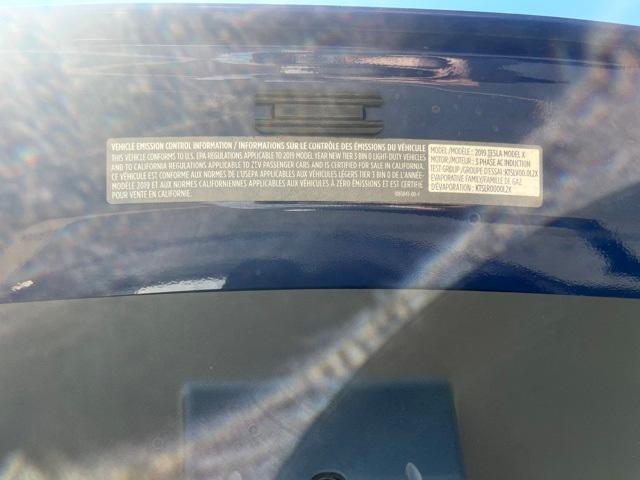 VEHICLE EMISSION CONTROL INFORMATION / INFORMATIONS SUR LE CONTRÔLE DES ÉMISSIONS DU VÉHICULE
THIS VEHICLE CONFORMS TO U.S. EPA REGULATIONS APPLICABLE TO 2019 MODEL YEAR NEW TIER 3 BIN 0 LIGHT-DUTY VEHICLES
AND TO CALIFORNIA REGULATIONS APPLICABLE TO ZEV PASSENGER CARS AND IS CERTIFIED FOR SALE IN CALIFORNIA.
CE VÉHICULE EST CONFORME AUX NORMES DE L'USEPA APPLICABLES AUX VÉHICULES LÉGERS TIER 3 BIN 0 DE L'ANNÉE-
MODÈLE 2019 ET AUX NORMES CALIFORNIENNES APPLICABLES AUX VÉHICULES À ZÉRO ÉMISSIONS ET EST CERTIFIÉ
POUR VENTE EN CALIFORNIE.
MODEL/MODÈLE: 2019 TESLA MODEL X
MOTOR/MOTEUR: 3 PHASE AC INDUCTION
TEST GROUP /GROUPE D'ESSAI: KTSLV00.0L2X
EVAPORATIVE FAMILY/FAMILLE DE GAZ
D'ÉVAPORATION: KTSLR0000L2X